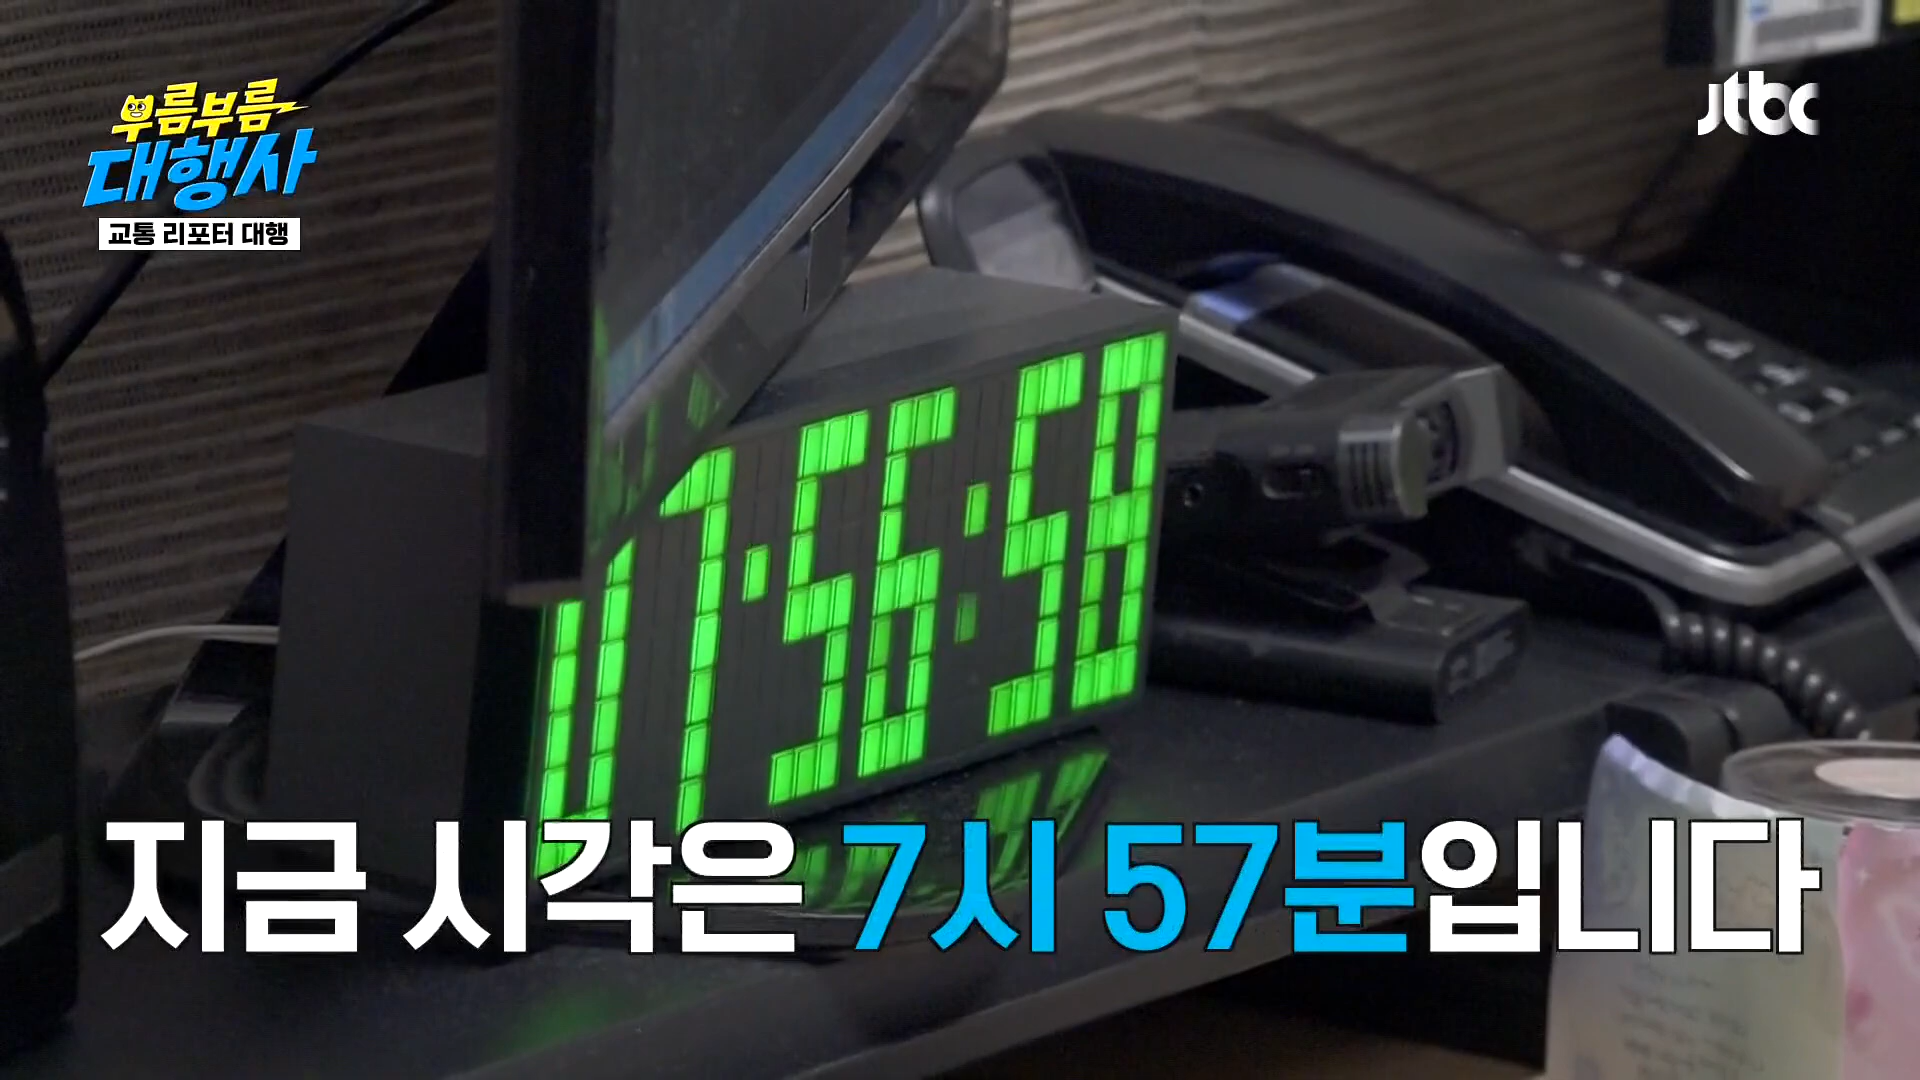 부름부름
대행사
교통 리포터 대행
jtbc
07:56:58
지금 시각은 7시 57분입니다